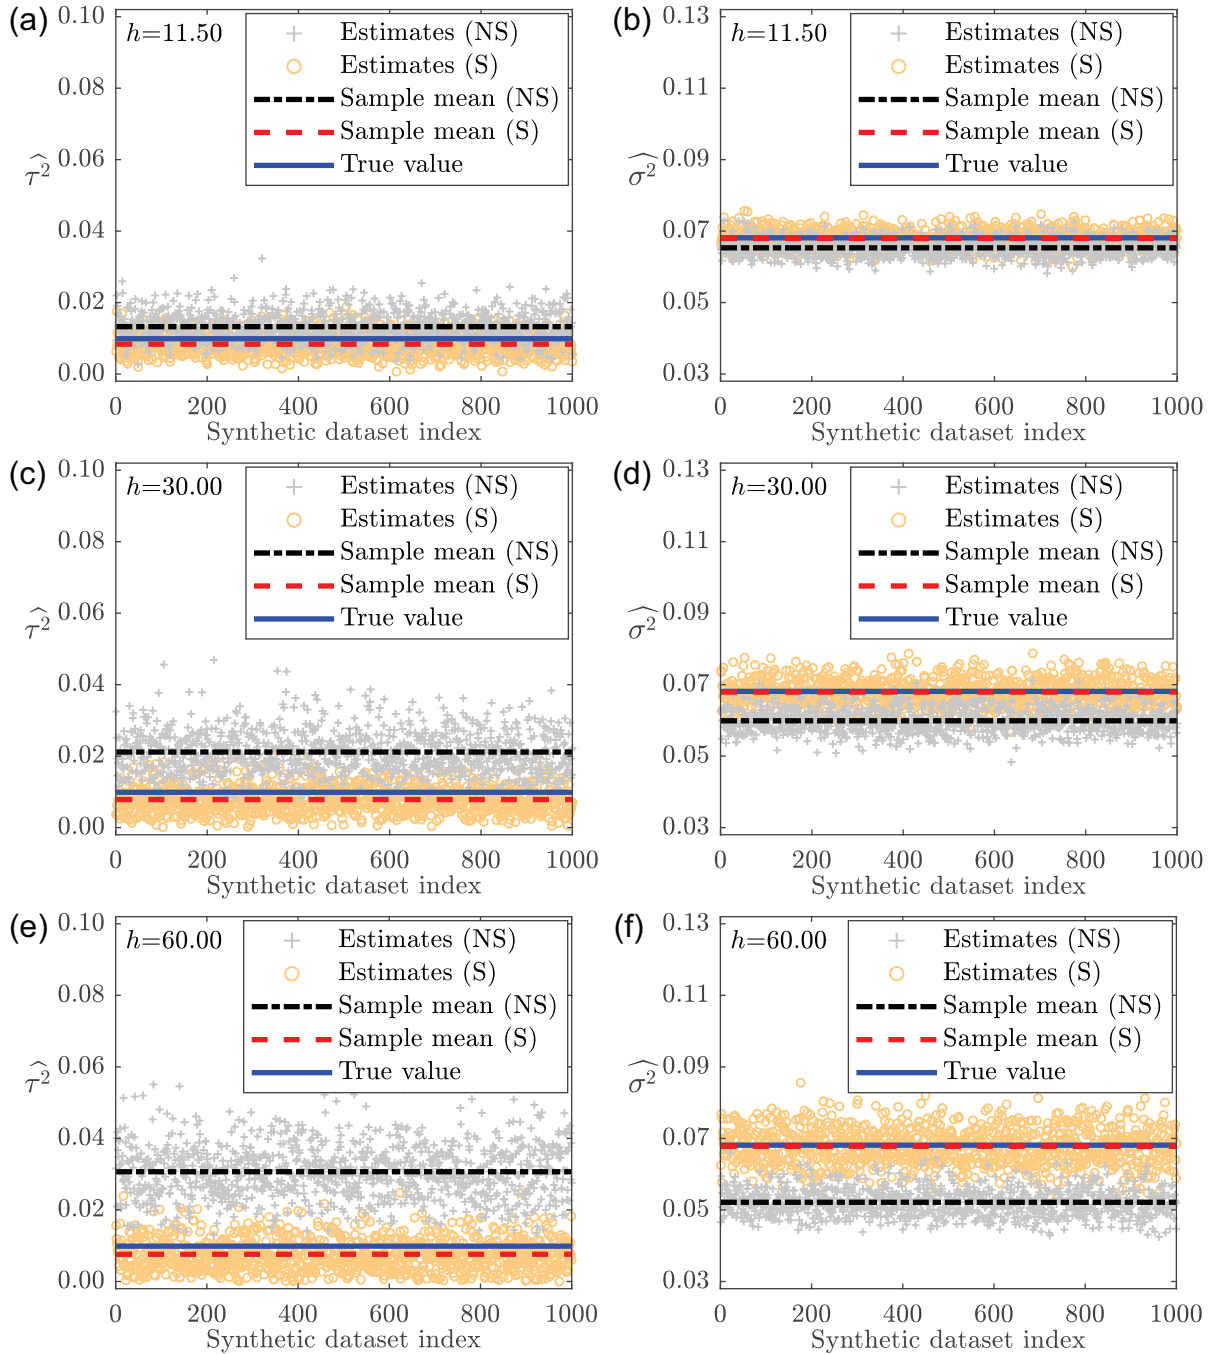 (a)
h=11.50
Estimates (NS)
Estimates (S)
Sample mean (NS)
Sample mean (S)
True value
0.10
0.08
0.06
0.04
0.02
0.00
τ²^
0 200 400 600 800 1000
Synthetic dataset index
(b)
h=11.50
Estimates (NS)
Estimates (S)
Sample mean (NS)
Sample mean (S)
True value
0.13
0.11
0.09
0.07
0.05
0.03
σ²^
0 200 400 600 800 1000
Synthetic dataset index
(c)
h=30.00
Estimates (NS)
Estimates (S)
Sample mean (NS)
Sample mean (S)
True value
0.10
0.08
0.06
0.04
0.02
0.00
τ²^
0 200 400 600 800 1000
Synthetic dataset index
(d)
h=30.00
Estimates (NS)
Estimates (S)
Sample mean (NS)
Sample mean (S)
True value
0.13
0.11
0.09
0.07
0.05
0.03
σ²^
0 200 400 600 800 1000
Synthetic dataset index
(e)
h=60.00
Estimates (NS)
Estimates (S)
Sample mean (NS)
Sample mean (S)
True value
0.10
0.08
0.06
0.04
0.02
0.00
τ²^
0 200 400 600 800 1000
Synthetic dataset index
(f)
h=60.00
Estimates (NS)
Estimates (S)
Sample mean (NS)
Sample mean (S)
True value
0.13
0.11
0.09
0.07
0.05
0.03
σ²^
0 200 400 600 800 1000
Synthetic dataset index